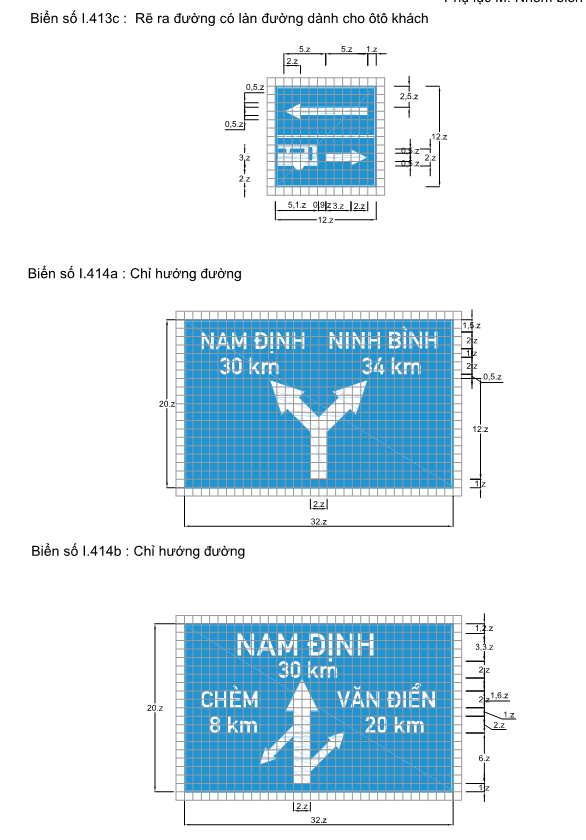 Biển số I.413c : Rẽ ra đường có làn đường dành cho ôtô khách
5.z 5.z 1.z
2.z
0,5.z
2,5.z
0,5.z
12.z
0,5.z
3.z 2.z
0,5.z
2.z
5,1.z 0,9.z 3.z 2.z
12.z
Biển số I.414a : Chỉ hướng đường
1,5.z
NAM ĐỊNH NINH BÌNH
2.z
1.z
30 km 34 km
2.z
0,5.z
20.z
12.z
1.z
2.z
32.z
Biển số I.414b : Chỉ hướng đường
1,2.z
NAM ĐỊNH
3,3.z
30 km
2.z
CHÈM VĂN ĐIỂN
2.z 1,6.z
20.z
1.z
8 km 20 km
2.z
6.z
1.z
2.z
32.z